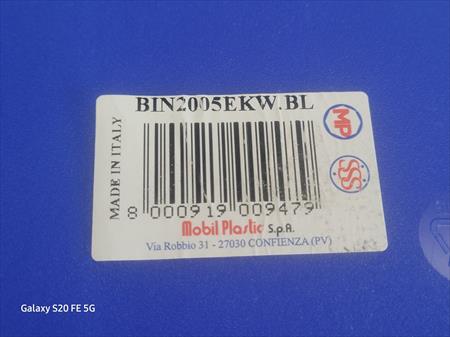 BIN2005EKW.BL
MADE IN ITALY
MP
SSS
8 000919 009479
Mobil Plastic S.p.A.
Via Robbio 31 - 27030 CONFIENZA (PV)
Galaxy S20 FE 5G